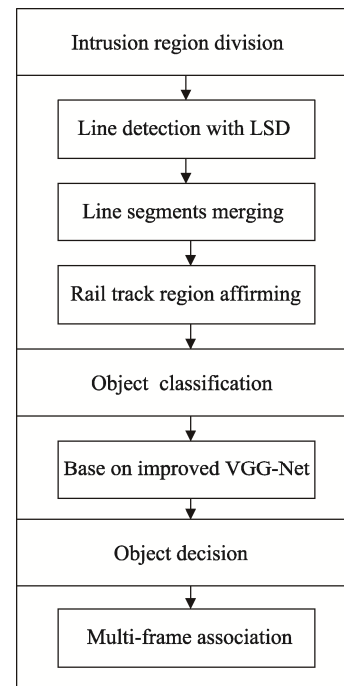 Intrusion region division
Line detection with LSD
Line segments merging
Rail track region affirming
Object classification
Base on improved VGG-Net
Object decision
Multi-frame association